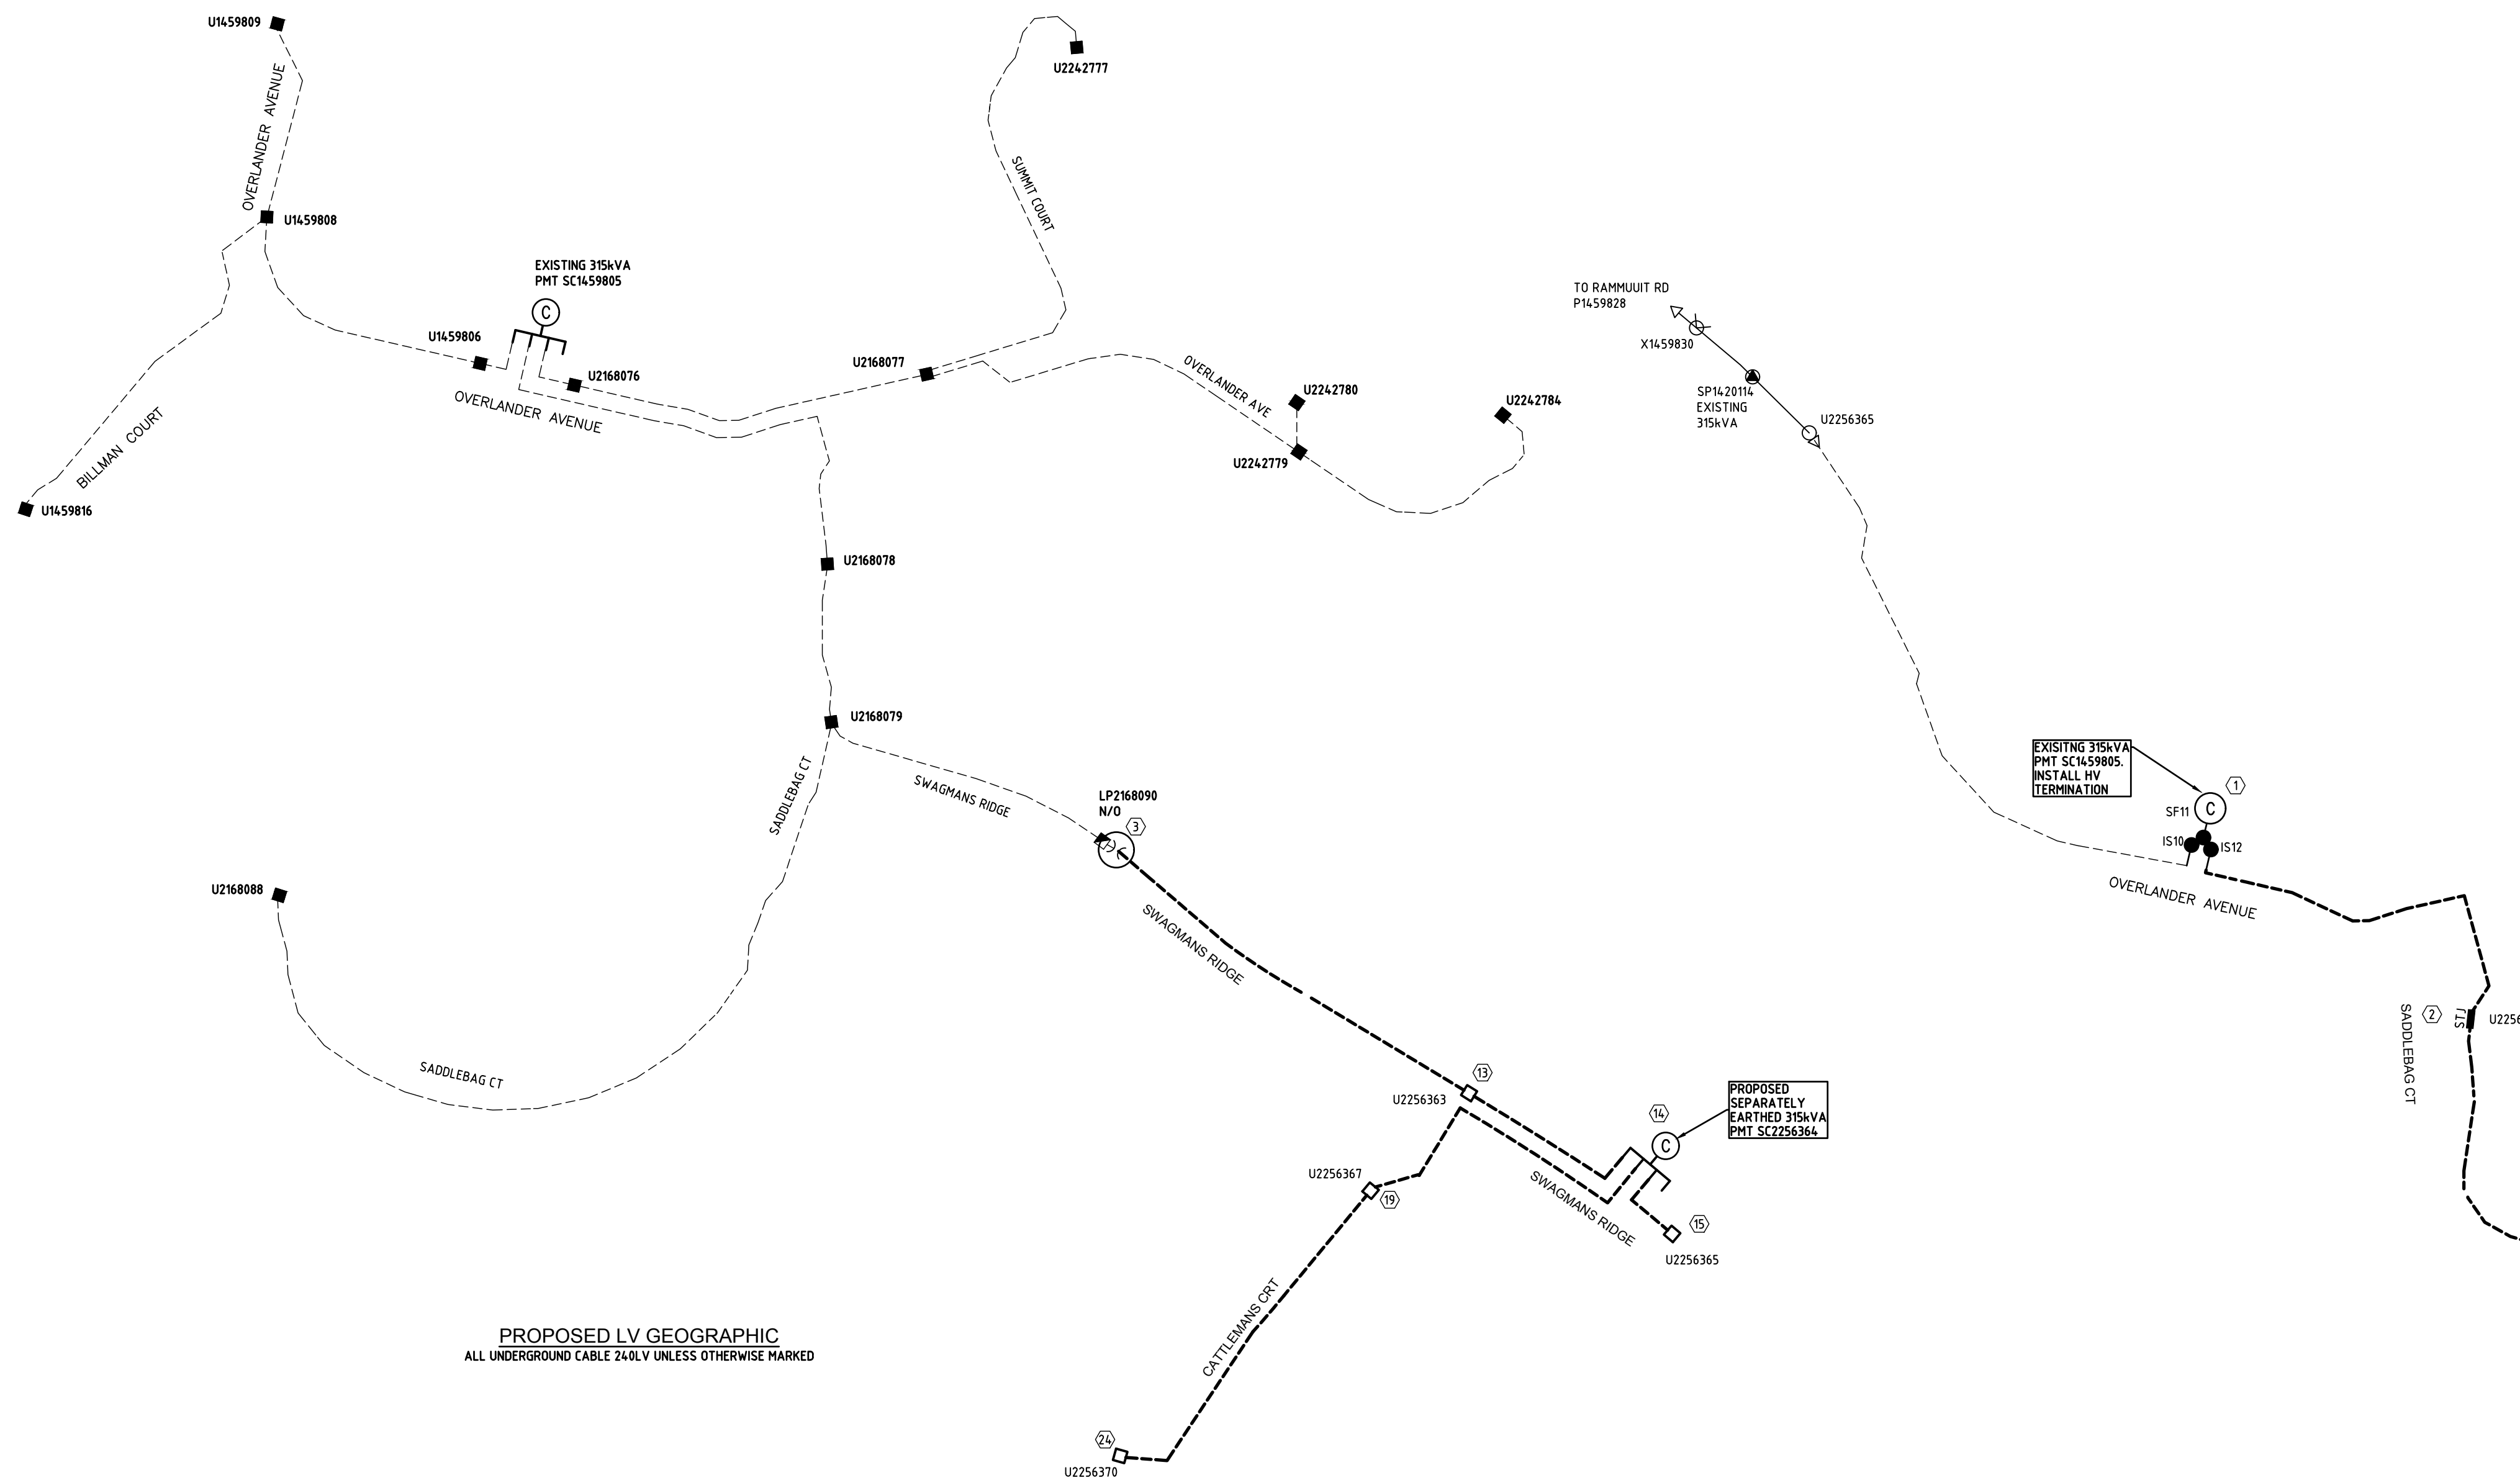 U1459809
OVERLANDER AVENUE
U1459808
BILLMAN COURT
U1459816
EXISTING 315kVA
PMT SC1459805
C
U1459806
U2168076
OVERLANDER AVENUE
U2242777
SUMMIT COURT
U2168077
OVERLANDER AVE
U2242780
U2242779
U2242784
U2168078
U2168079
SADDLEBAG CT
SWAGMANS RIDGE
LP2168090
N/O
3
U2168088
SADDLEBAG CT
SWAGMANS RIDGE
13
U2256363
14
C
PROPOSED
SEPARATELY
EARTHED 315kVA
PMT SC2256364
U2256367
19
SWAGMANS RIDGE
15
U2256365
CATTLEMANS CRT
24
U2256370
PROPOSED LV GEOGRAPHIC
ALL UNDERGROUND CABLE 240LV UNLESS OTHERWISE MARKED
TO RAMMUUIT RD
P1459828
X1459830
SP1420114
EXISTING
315kVA
U2256365
EXISITNG 315kVA
PMT SC1459805.
INSTALL HV
TERMINATION
1
C
SF11
IS10
IS12
OVERLANDER AVENUE
SADDLEBAG CT
2
STJ